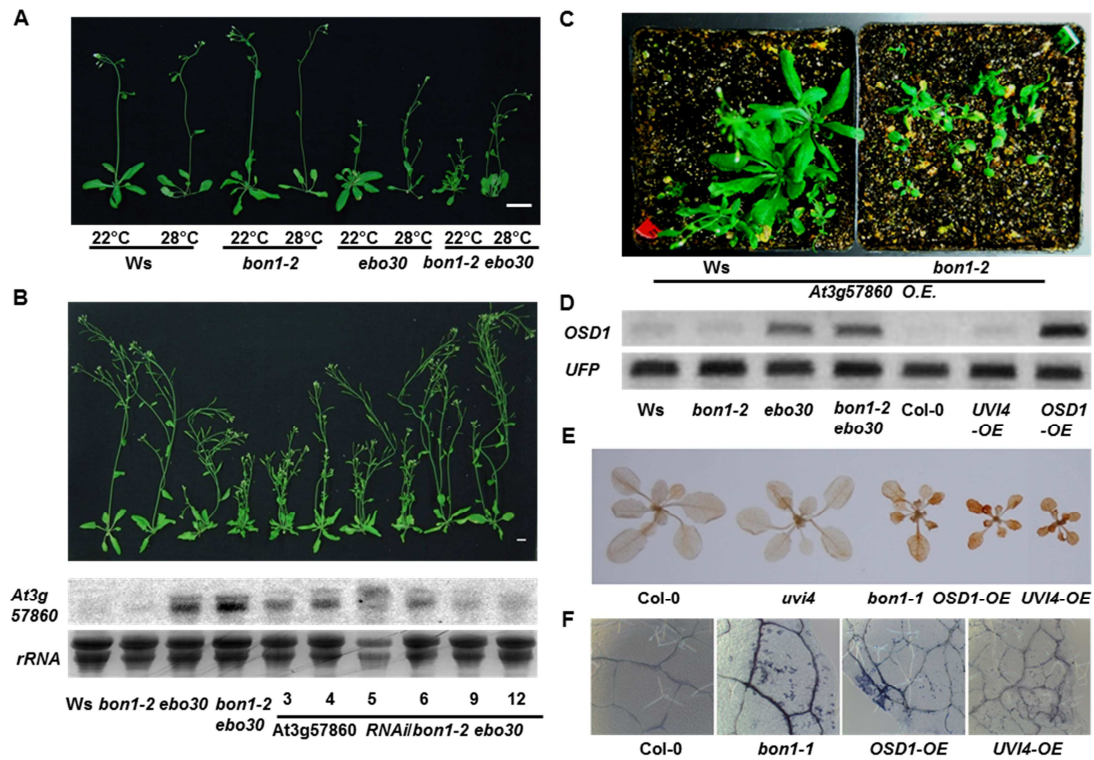 A
22°C 28°C 22°C 28°C 22°C 28°C 22°C 28°C
Ws bon1-2 ebo30 bon1-2 ebo30
B
At3g
57860
rRNA
Ws bon1-2 ebo30 bon1-2
ebo30
3 4 5 6 9 12
At3g57860 RNAi/bon1-2 ebo30
C
Ws bon1-2
At3g57860 O.E.
D
OSD1
UFP
Ws bon1-2 ebo30 bon1-2
ebo30
Col-0 UVI4
-OE
OSD1
-OE
E
Col-0 uvi4 bon1-1 OSD1-OE UVI4-OE
F
Col-0 bon1-1 OSD1-OE UVI4-OE